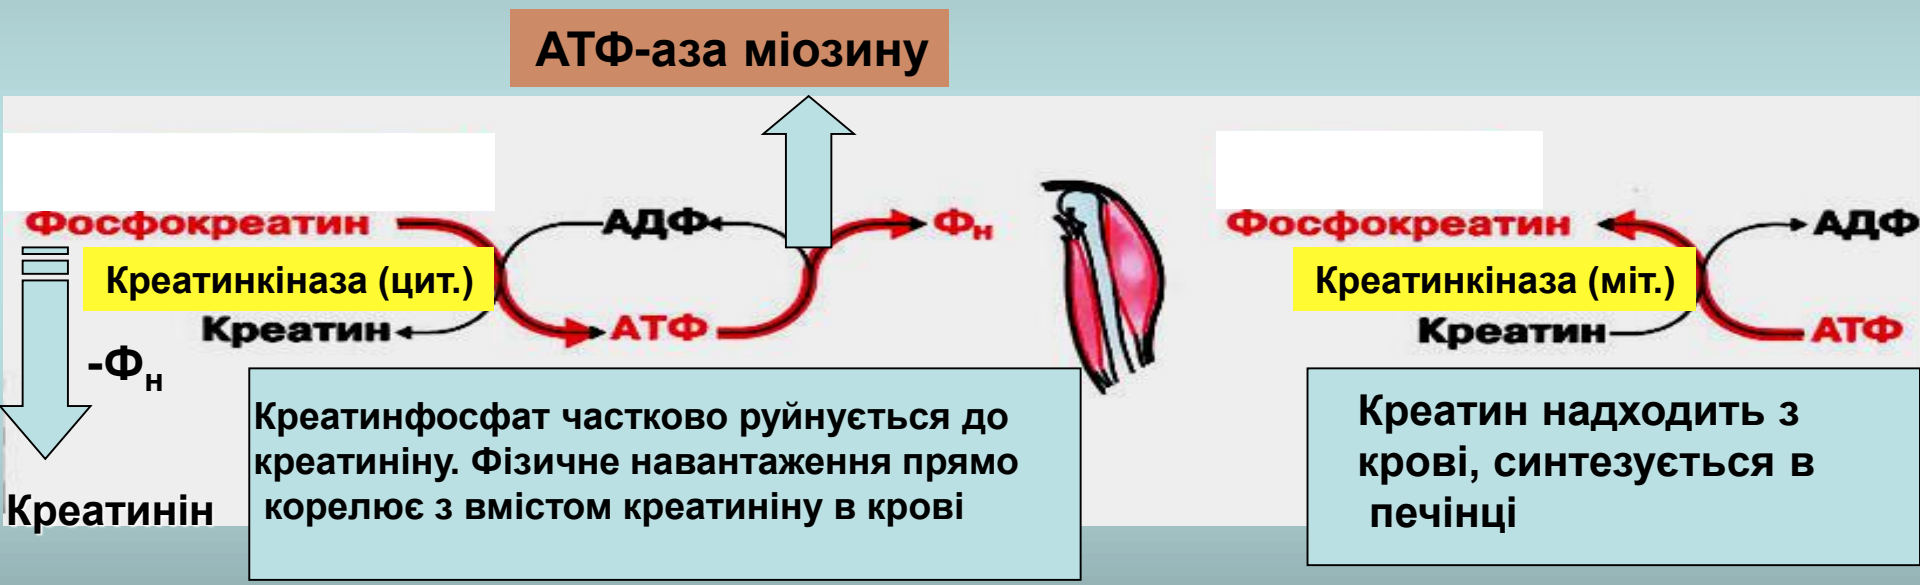 АТФ-аза міозину
Фосфокреатин
АДФ
Фн
Креатинкіназа (цит.)
Креатин
АТФ
-Фн
Креатинін
Креатинфосфат частково руйнується до
креатиніну. Фізичне навантаження прямо
корелює з вмістом креатиніну в крові
Фосфокреатин
АДФ
Креатинкіназа (міт.)
Креатин
АТФ
Креатин надходить з
крові, синтезується в
печінці